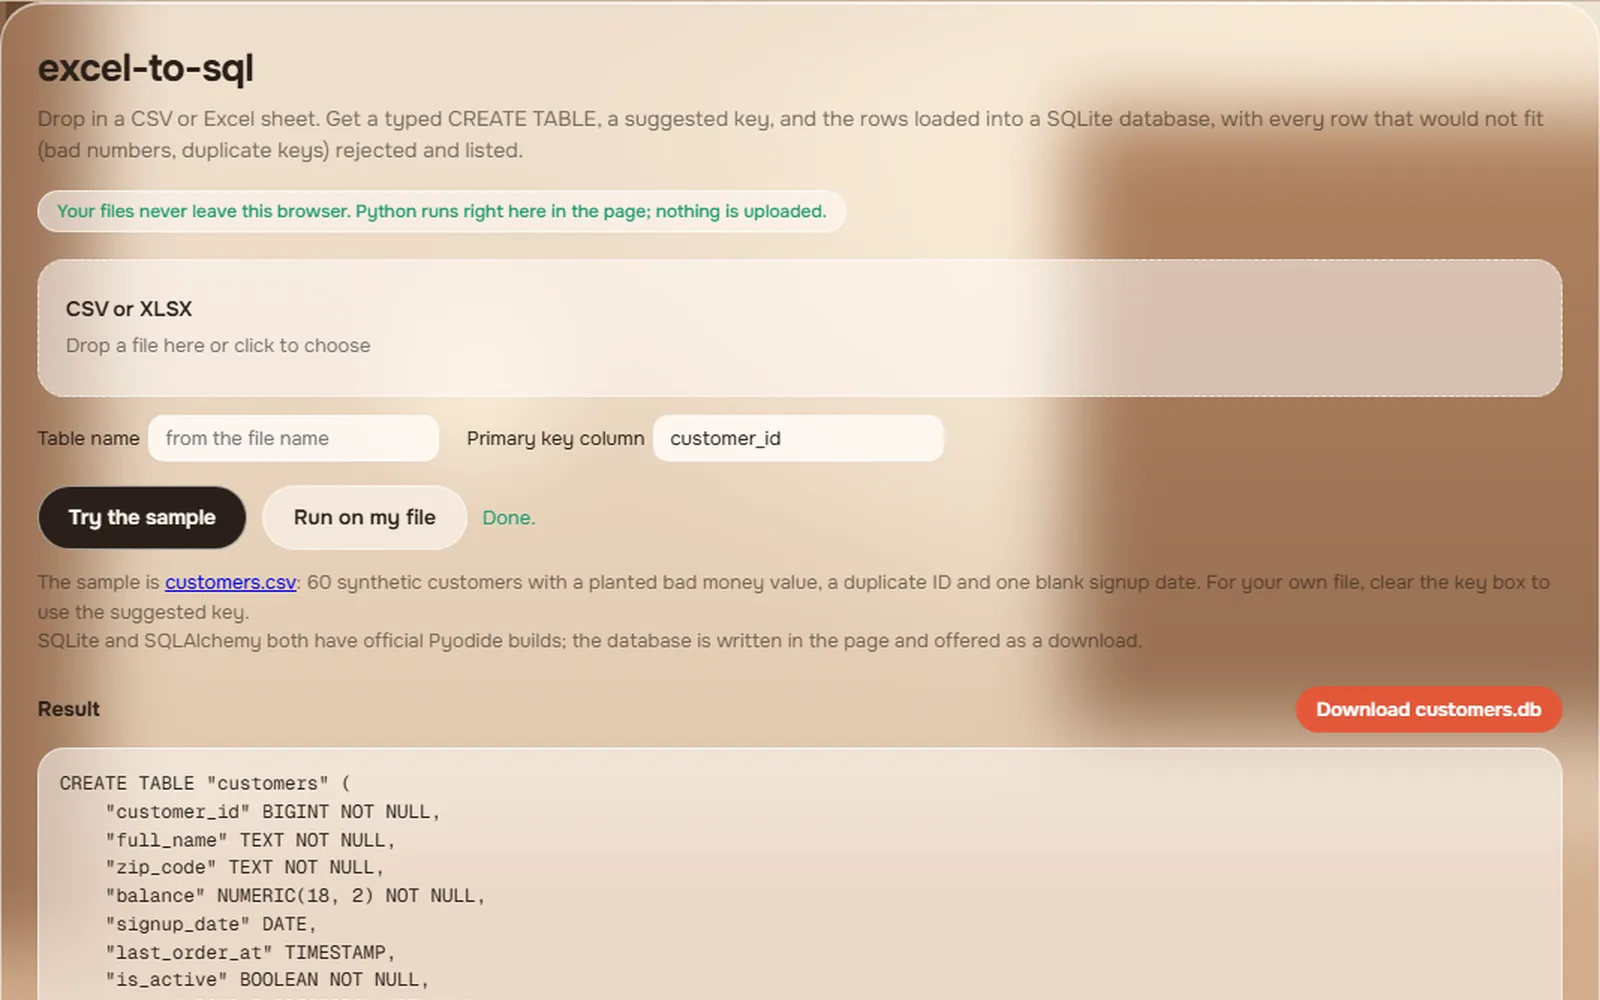 excel-to-sql
Drop in a CSV or Excel sheet. Get a typed CREATE TABLE, a suggested key, and the rows loaded into a SQLite database, with every row that would not fit
(bad numbers, duplicate keys) rejected and listed.
Your files never leave this browser. Python runs right here in the page; nothing is uploaded.
CSV or XLSX
Drop a file here or click to choose
Table name from the file name Primary key column customer_id
Try the sample Run on my file Done.
The sample is customers.csv: 60 synthetic customers with a planted bad money value, a duplicate ID and one blank signup date. For your own file, clear the key box to
use the suggested key.
SQLite and SQLAlchemy both have official Pyodide builds; the database is written in the page and offered as a download.
Result Download customers.db
CREATE TABLE "customers" (
    "customer_id" BIGINT NOT NULL,
    "full_name" TEXT NOT NULL,
    "zip_code" TEXT NOT NULL,
    "balance" NUMERIC(18, 2) NOT NULL,
    "signup_date" DATE,
    "last_order_at" TIMESTAMP,
    "is_active" BOOLEAN NOT NULL,